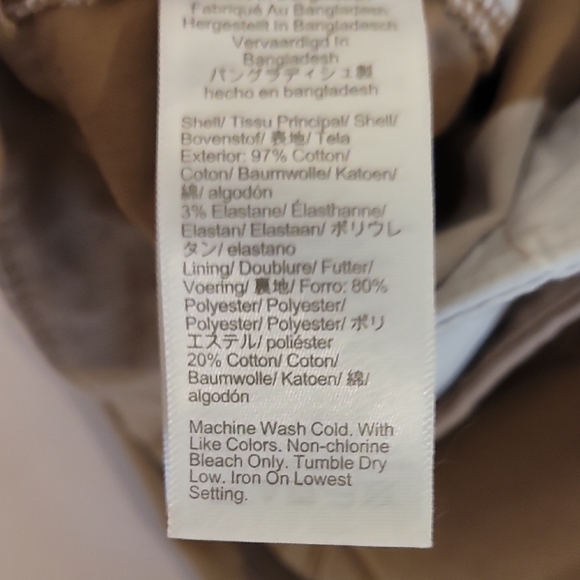 Fabriqué Au Bangladesh
Hergestellt In Bangladesch
Vervaardigd In
Bangladesh
バングラディシュ製
hecho en bangladesh
Shell/ Tissu Principal/ Shell/
Bovenstof/ 表地/ Tela
Exterior: 97% Cotton/
Coton/ Baumwolle/ Katoen/
綿/ algodón
3% Elastane/ Élasthanne/
Elastan/ Elastaan/ ポリウレ
タン/ elastano
Lining/ Doublure/ Futter/
Voering/ 裏地/ Forro: 80%
Polyester/ Polyester/
Polyester/ Polyester/ ポリ
エステル/ poliéster
20% Cotton/ Coton/
Baumwolle/ Katoen/ 綿/
algodón
Machine Wash Cold. With
Like Colors. Non-chlorine
Bleach Only. Tumble Dry
Low. Iron On Lowest
Setting.